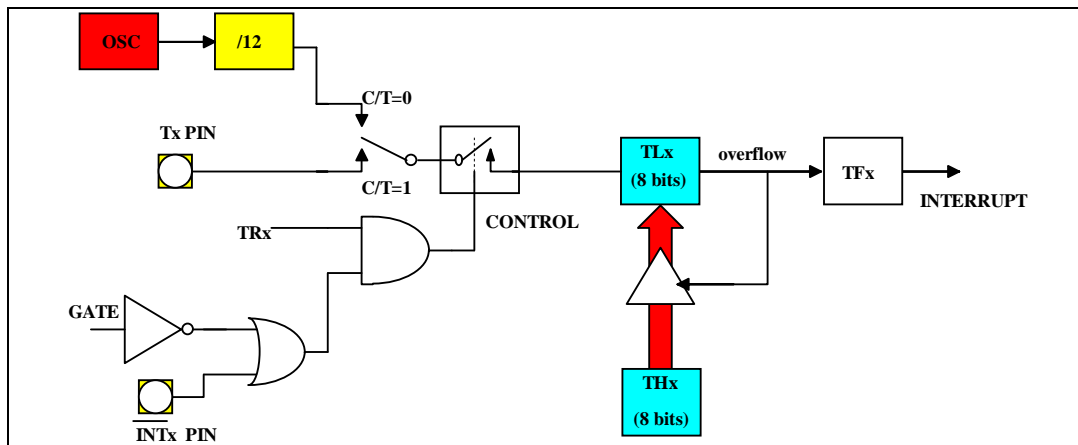 OSC
/12
C/T=0
Tx PIN
C/T=1
TRx
CONTROL
TLx
(8 bits)
overflow
TFx
INTERRUPT
GATE
INTx PIN
THx
(8 bits)